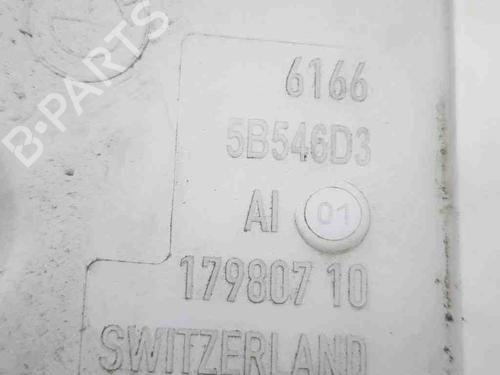 B-PARTS
6166
5B546D3
AI 01
179807 10
SWITZERLAND